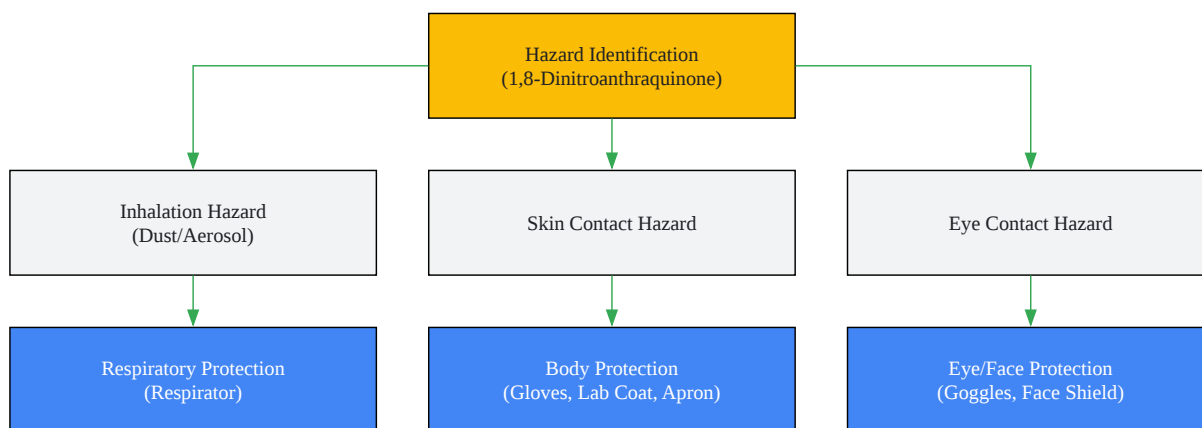 Hazard Identification
(1,8-Dinitroanthraquinone)
Inhalation Hazard
(Dust/Aerosol)
Skin Contact Hazard
Eye Contact Hazard
Respiratory Protection
(Respirator)
Body Protection
(Gloves, Lab Coat, Apron)
Eye/Face Protection
(Goggles, Face Shield)